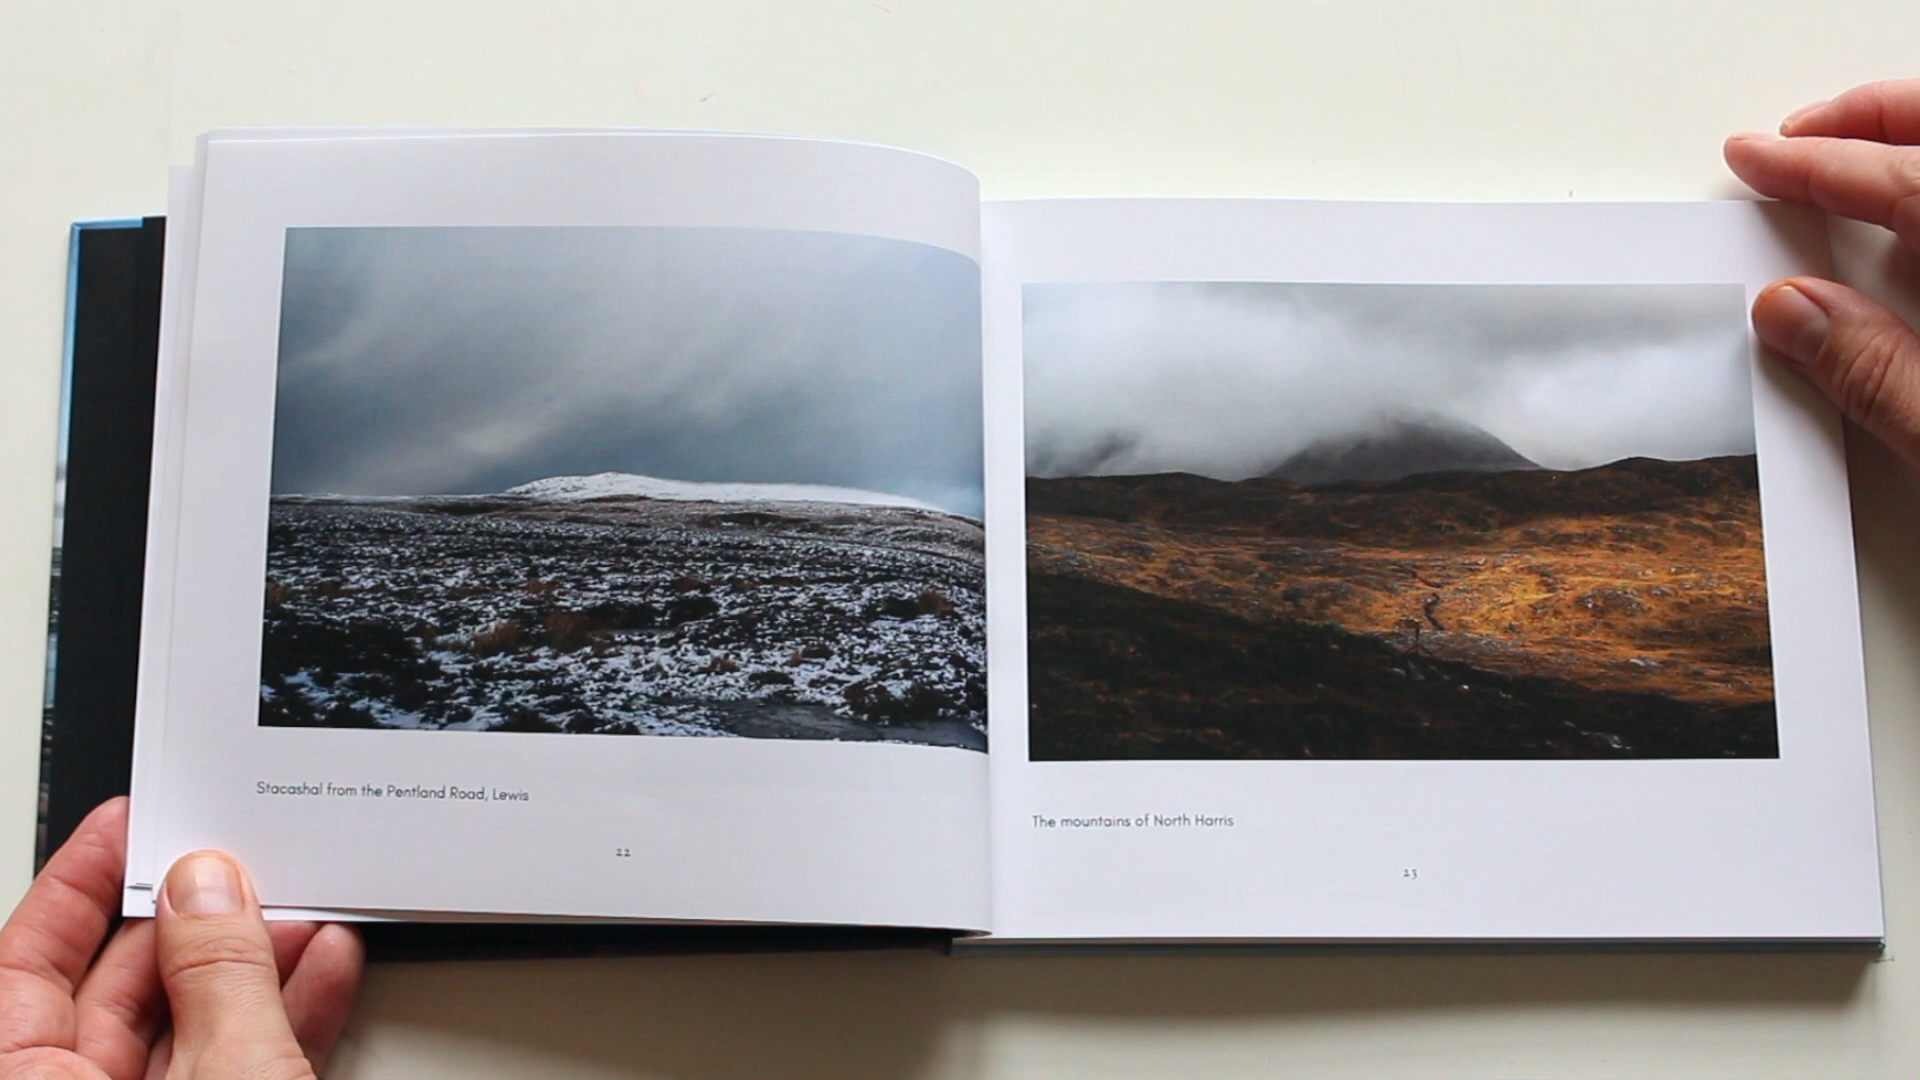 Stacashal from the Pentland Road, Lewis
22
The mountains of North Harris
23